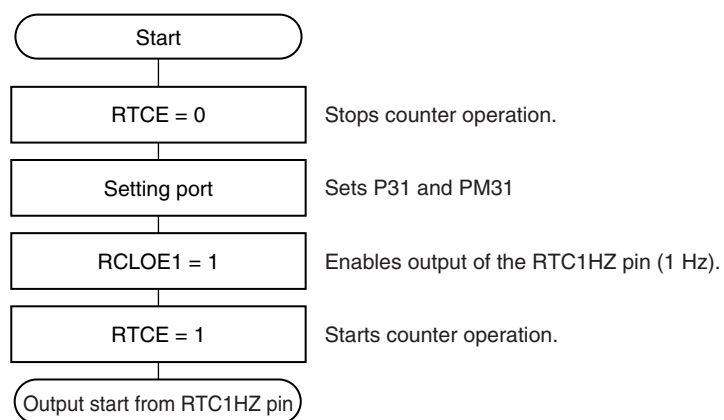 Start
RTCE = 0
Stops counter operation.
Setting port
Sets P31 and PM31
RCLOE1 = 1
Enables output of the RTC1HZ pin (1 Hz).
RTCE = 1
Starts counter operation.
Output start from RTC1HZ pin